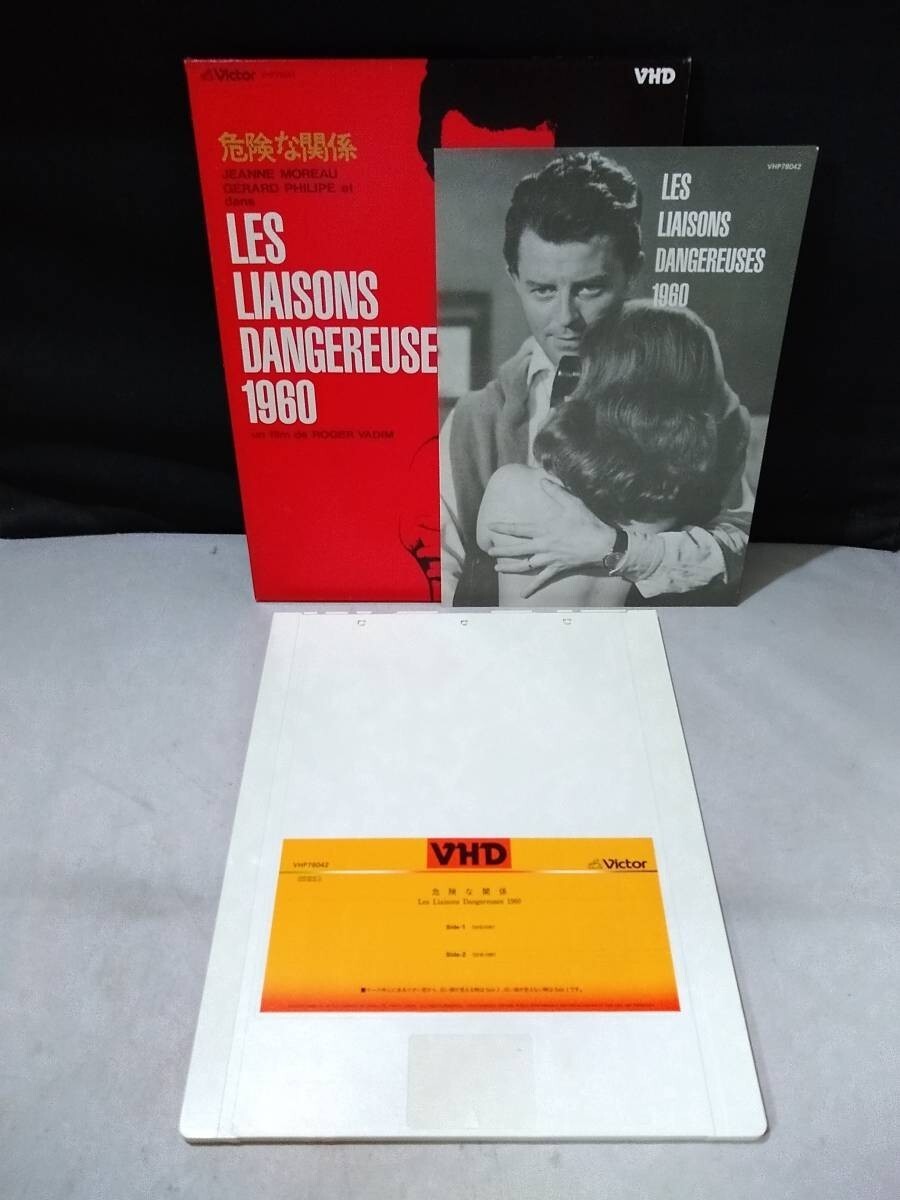 Victor
VHD
危険な関係
JEANNE MOREAU
GERARD PHILIPE et
dans
LES
LIAISONS
DANGEREUSE
1960
un film de ROGER VADIM
VHP78042
LES
LIAISONS
DANGEREUSES
1960
VHD
VHP78042
Victor
危険な関係
Les Liaisons Dangereuses 1960
Side-1
Side-2